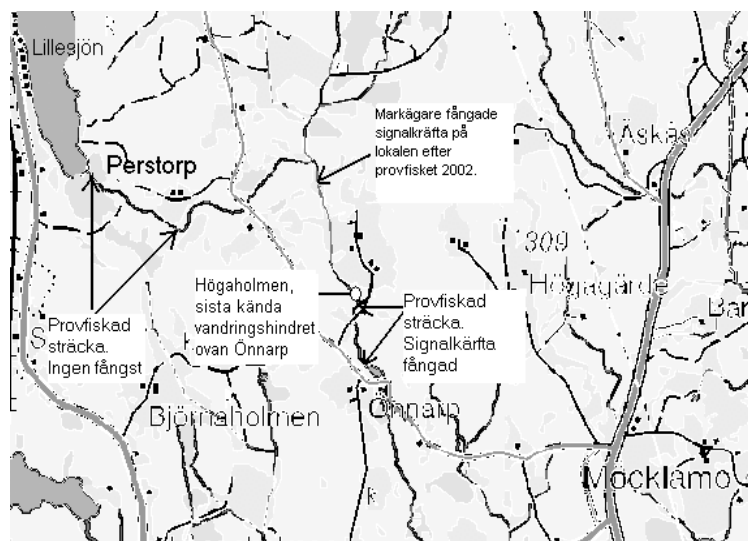 Lillesjön
Markägare fångade
signalkräfta på
lokalen efter
provfisket 2002.
Äskås
Perstorp
309
Högagärde
Högaholmen,
sista kända
vandringshindret
ovan Önnarp
Provfiskad
sträcka.
Signalkärfta
fångad
Bar
S
Provfiskad
sträcka.
Ingen fångst
Björnaholmen
Önnarp
Möcklamo
k